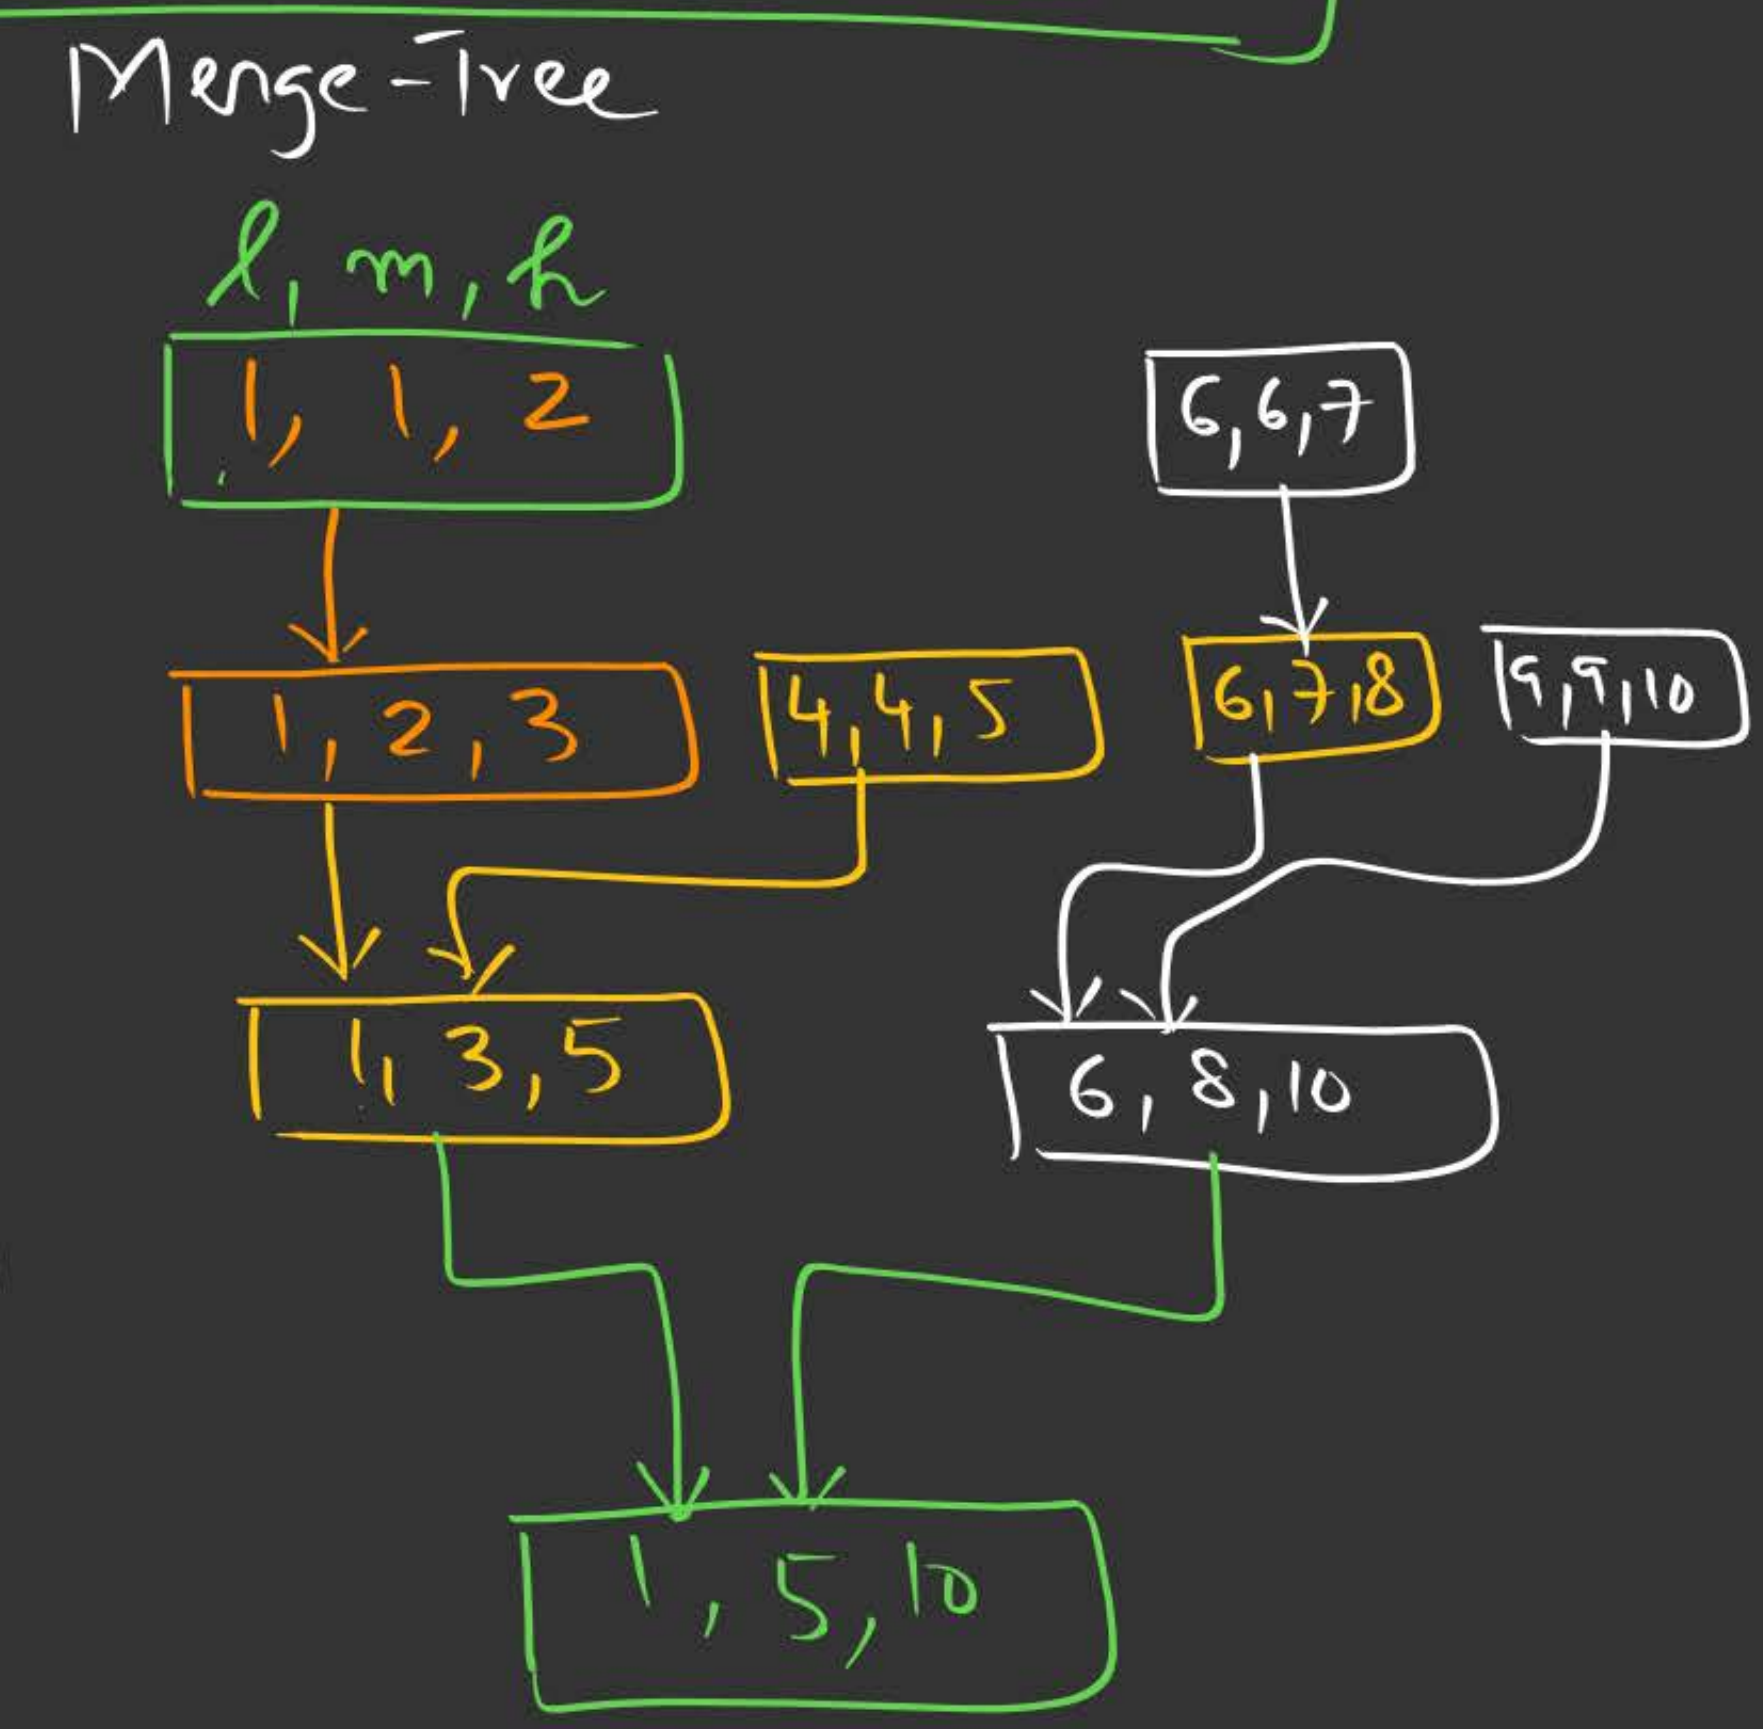 Merge-Tree
l, m, h
1, 1, 2
6,6,7
1, 2, 3
4,4,5
6,7,8
9,9,10
1, 3, 5
6, 8, 10
1, 5, 10